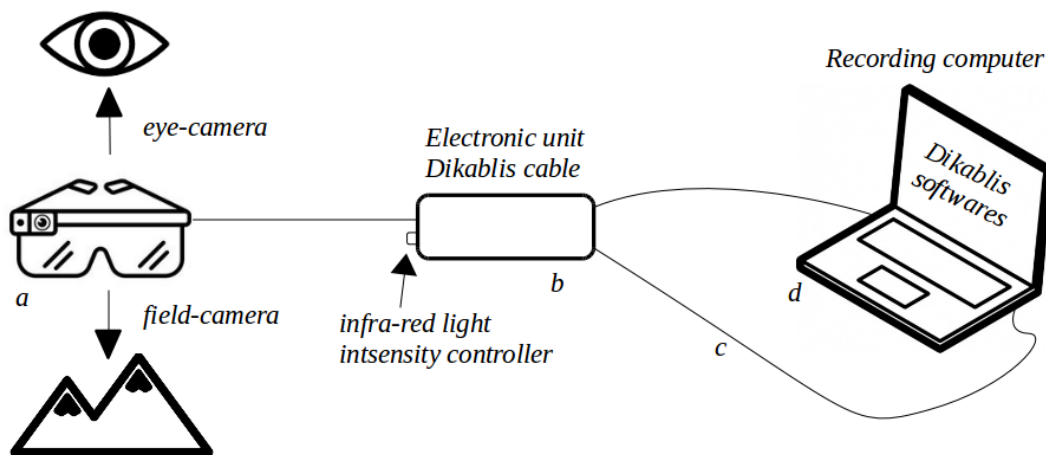 Recording computer
eye-camera
Electronic unit
Dikablis cable
Dikablis
softwares
a
b
d
field-camera
infra-red light
intsensity controller
c